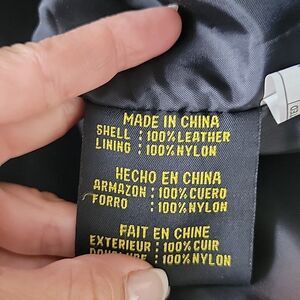 MADE IN CHINA
SHELL : 100% LEATHER
LINING : 100% NYLON
HECHO EN CHINA
ARMAZON : 100% CUERO
FORRO : 100% NYLON
FAIT EN CHINE
EXTERIEUR : 100% CUIR
DOUBLURE : 100% NYLON